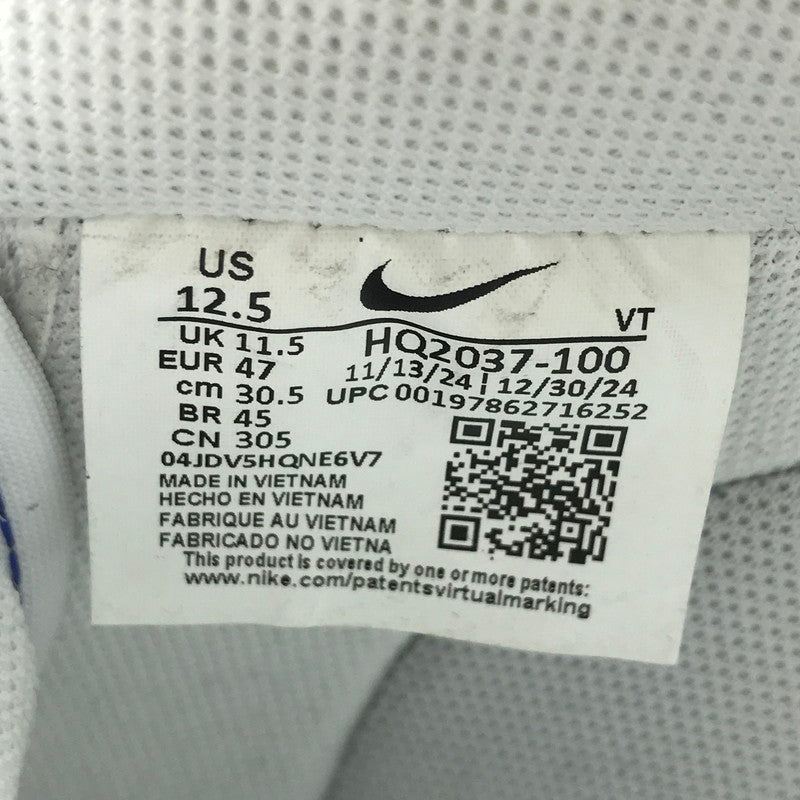 US
12.5
VT
UK 11.5
EUR 47
cm 30.5
BR 45
CN 305
HQ2037-100
11/13/24 ¦ 12/30/24
UPC 00197862716252
04JDV5HQNE6V7
MADE IN VIETNAM
HECHO EN VIETNAM
FABRIQUE AU VIETNAM
FABRICADO NO VIETNA
This product is covered by one or more patents:
www.nike.com/patentsvirtualmarking